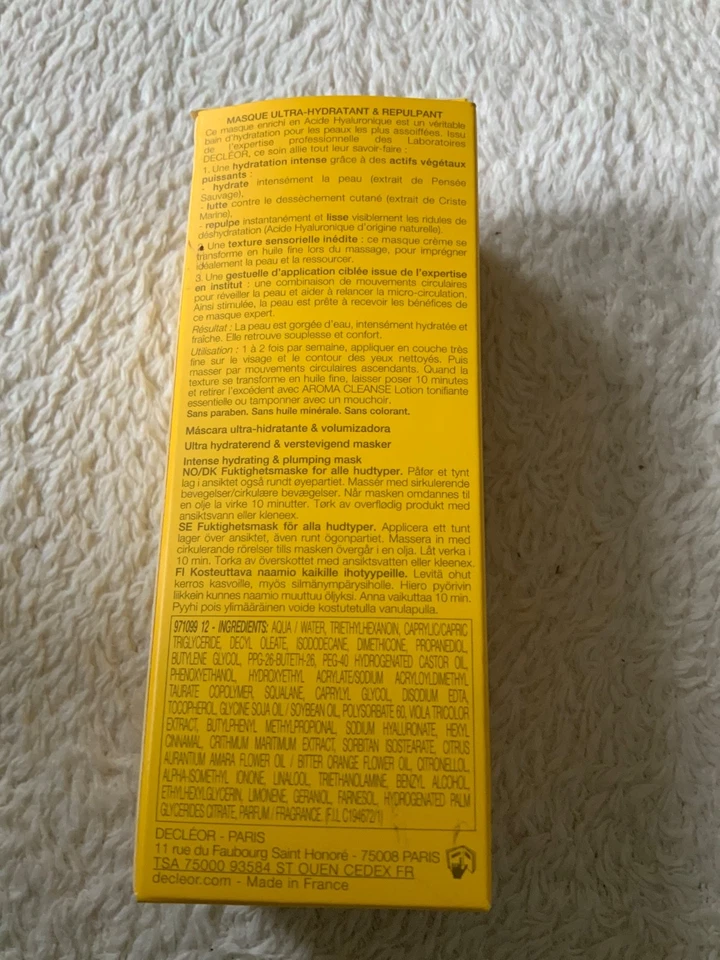 MASQUE ULTRA-HYDRATANT & REPULPANT
Ce masque enrichi en Acide Hyaluronique est un véritable
bain d'hydratation pour les peaux les plus assoiffées. Issu
de l'expertise professionnelle des Laboratoires
DECLÉOR, ce soin allie tout leur savoir-faire :
1. Une hydratation intense grâce à des actifs végétaux
puissants :
- hydrate intensément la peau (extrait de Pensée
Sauvage),
- lutte contre le dessèchement cutané (extrait de Criste
Marine),
- repulpe instantanément et lisse visiblement les ridules de
déshydratation (Acide Hyaluronique d'origine naturelle).
Une texture sensorielle inédite : ce masque crème se
transforme en huile fine lors du massage, pour imprégner
idéalement la peau et la ressourcer.
3. Une gestuelle d'application ciblée issue de l'expertise
en institut : une combinaison de mouvements circulaires
pour réveiller la peau et aider à relancer la micro-circulation.
Ainsi stimulée, la peau est prête à recevoir les bénéfices de
ce masque expert.
Résultat : La peau est gorgée d'eau, intensément hydratée et
fraîche. Elle retrouve souplesse et confort.
Utilisation : 1 à 2 fois par semaine, appliquer en couche très
fine sur le visage et le contour des yeux nettoyés. Puis
masser par mouvements circulaires ascendants. Quand la
texture se transforme en huile fine, laisser poser 10 minutes
et retirer l'excédent avec AROMA CLEANSE Lotion tonifiante
essentielle ou tamponner avec un mouchoir.
Sans paraben. Sans huile minérale. Sans colorant.
Máscara ultra-hidratante & volumizadora
Ultra hydraterend & verstevigend masker
Intense hydrating & plumping mask
NO/DK Fuktighetsmaske for alle hudtyper. Påfør et tynt
lag i ansiktet også rundt øyepartiet. Massér med sirkulerende
bevegelser/cirkulære bevægelser. Når masken omdannes til
en olje la virke 10 minutter. Tørk av overflødig produkt med
ansiktsvann eller kleenex.
SE Fuktighetsmask för alla hudtyper. Applicera ett tunt
lager över ansiktet, även runt ögonpartiet. Massera in med
cirkulerande rörelser tills masken övergår i en olja. Låt verka i
10 min. Torka av överskottet med ansiktsvatten eller kleenex.
FI Kosteuttava naamio kaikille ihotyypeille. Levitä ohut
kerros kasvoille, myös silmänympärysiholle. Hiero pyörivin
liikkein kunnes naamio muuttuu öljyksi. Anna vaikuttaa 10 min.
Pyyhi pois ylimääräinen voide kostutetulla vanulapulla.
971099 12 - INGREDIENTS: AQUA / WATER, TRIETHYLHEXANOIN, CAPRYLIC/CAPRIC
TRIGLYCERIDE, DECYL OLEATE, ISODODECANE, DIMETHICONE, PROPANEDIOL,
BUTYLENE GLYCOL, PPG-26-BUTETH-26, PEG-40 HYDROGENATED CASTOR OIL,
PHENOXYETHANOL, HYDROXYETHYL ACRYLATE/SODIUM ACRYLOYLDIMETHYL
TAURATE COPOLYMER, SQUALANE, CAPRYLYL GLYCOL, DISODIUM EDTA,
TOCOPHEROL, GLYCINE SOJA OIL / SOYBEAN OIL, POLYSORBATE 60, VIOLA TRICOLOR
EXTRACT, BUTYLPHENYL METHYLPROPIONAL, SODIUM HYALURONATE, HEXYL
CINNAMAL, CRITHMUM MARITIMUM EXTRACT, SORBITAN ISOSTEARATE, CITRUS
AURANTIUM AMARA FLOWER OIL / BITTER ORANGE FLOWER OIL, CITRONELLOL,
ALPHA-ISOMETHYL IONONE, LINALOOL, TRIETHANOLAMINE, BENZYL ALCOHOL,
ETHYLHEXYLGLYCERIN, LIMONENE, GERANIOL, FARNESOL, HYDROGENATED PALM
GLYCERIDES CITRATE, PARFUM / FRAGRANCE. (F.I.L C194672/1)
DECLÉOR - PARIS
11 rue du Faubourg Saint Honoré - 75008 PARIS
TSA 75000 93584 ST OUEN CEDEX FR
decleor.com - Made in France